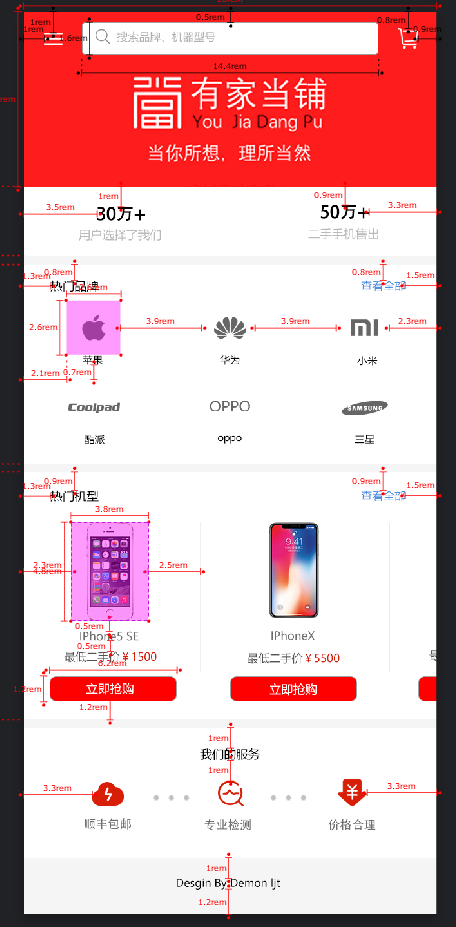 1rem
0.5rem
0.8rem
1rem
0.9rem
搜索品牌、机器型号
14.4rem
有家当铺
You Jia Dang Pu
当你所想，理所当然
1rem
0.9rem
3.5rem
30万+
50万+
3.3rem
用户选择了我们
二手手机售出
0.8rem
0.8rem
1.3rem
热门品牌
查看全部
1.5rem
2.6rem
3.9rem
3.9rem
2.3rem
苹果
华为
小米
2.1rem
0.7rem
Coolpad
OPPO
SAMSUNG
酷派
oppo
三星
0.9rem
0.9rem
1.3rem
热门机型
查看全部
1.5rem
3.8rem
2.3rem
2.5rem
0.5rem
IPhone5 SE
IPhoneX
0.5rem
最低二手价￥1500
最低二手价￥5500
6.2rem
1.2rem
立即抢购
立即抢购
立
1.2rem
1rem
我们的服务
1rem
3.3rem
3.3rem
顺丰包邮
专业检测
价格合理
1rem
Desgin By:Demon ljt
1.2rem